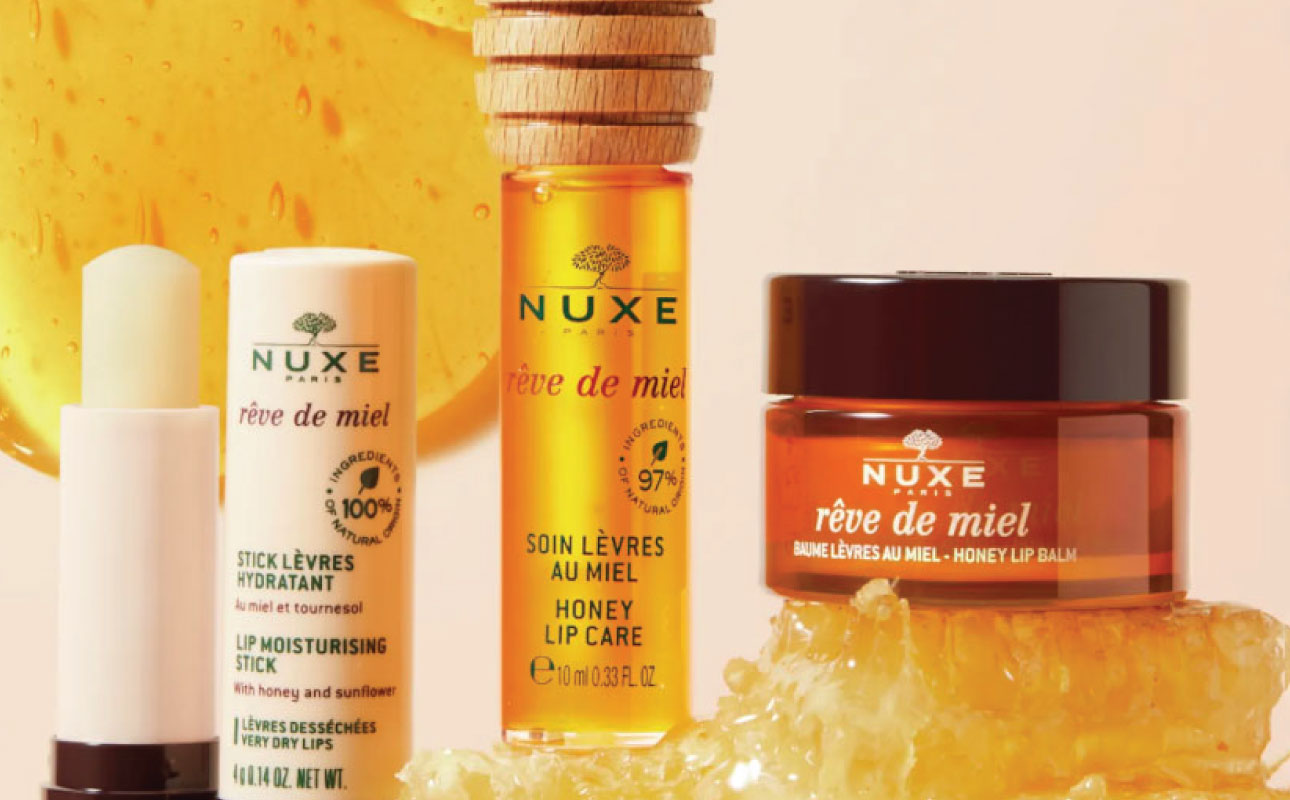 NUXE
PARIS
rêve de miel
INGREDIENTS
OF NATURAL ORIGIN
100%
STICK LÈVRES
HYDRATANT
Au miel et tournesol
LIP MOISTURISING
STICK
With honey and sunflower
LÈVRES DESSÉCHÉES
VERY DRY LIPS
4g 0.14 OZ. NET WT.
NUXE
PARIS
rêve de miel
INGREDIENTS
OF NATURAL ORIGIN
97%
SOIN LÈVRES
AU MIEL
HONEY
LIP CARE
℮ 10 ml 0.33 FL. OZ.
NUXE
PARIS
rêve de miel
BAUME LÈVRES AU MIEL - HONEY LIP BALM